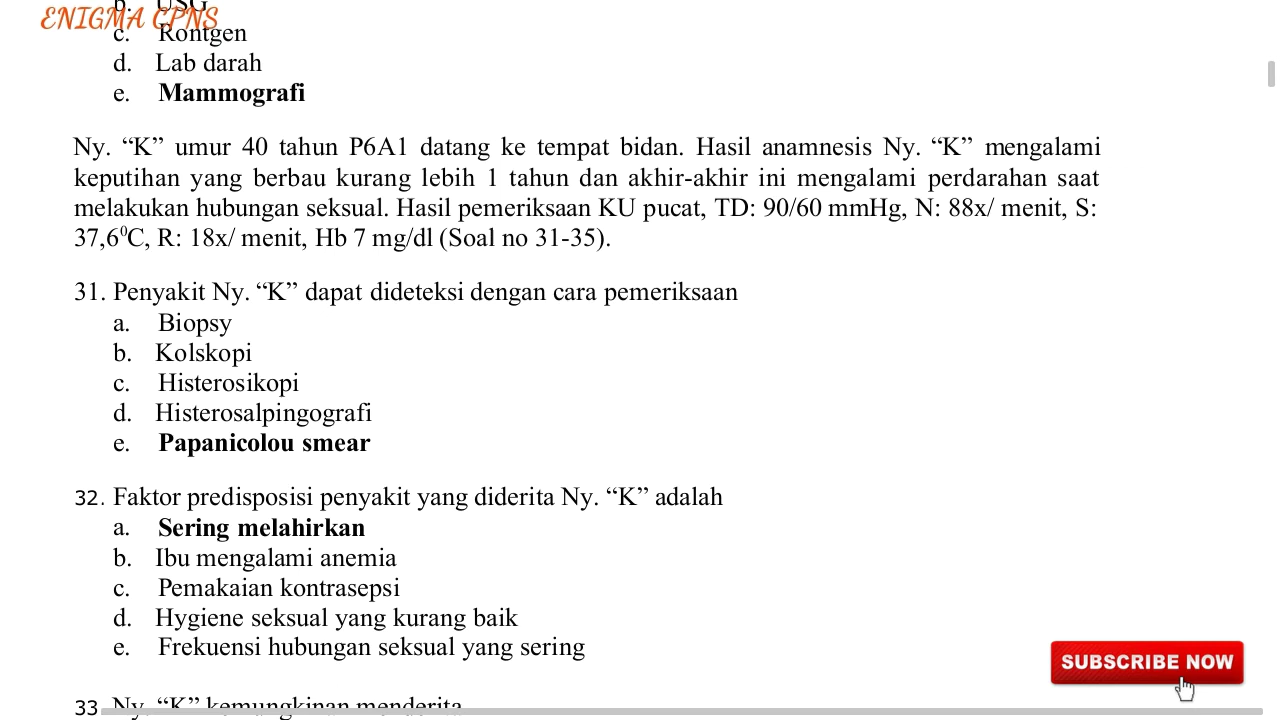 b. USG
ENIGMA CPNS
c. Rontgen
d. Lab darah
e. Mammografi
Ny. “K” umur 40 tahun P6A1 datang ke tempat bidan. Hasil anamnesis Ny. “K” mengalami
keputihan yang berbau kurang lebih 1 tahun dan akhir-akhir ini mengalami perdarahan saat
melakukan hubungan seksual. Hasil pemeriksaan KU pucat, TD: 90/60 mmHg, N: 88x/ menit, S:
37,6⁰C, R: 18x/ menit, Hb 7 mg/dl (Soal no 31-35).
31. Penyakit Ny. “K” dapat dideteksi dengan cara pemeriksaan
a. Biopsy
b. Kolskopi
c. Histerosikopi
d. Histerosalpingografi
e. Papanicolou smear
32. Faktor predisposisi penyakit yang diderita Ny. “K” adalah
a. Sering melahirkan
b. Ibu mengalami anemia
c. Pemakaian kontrasepsi
d. Hygiene seksual yang kurang baik
e. Frekuensi hubungan seksual yang sering
SUBSCRIBE NOW
33. Ny. “K” kemungkinan menderita